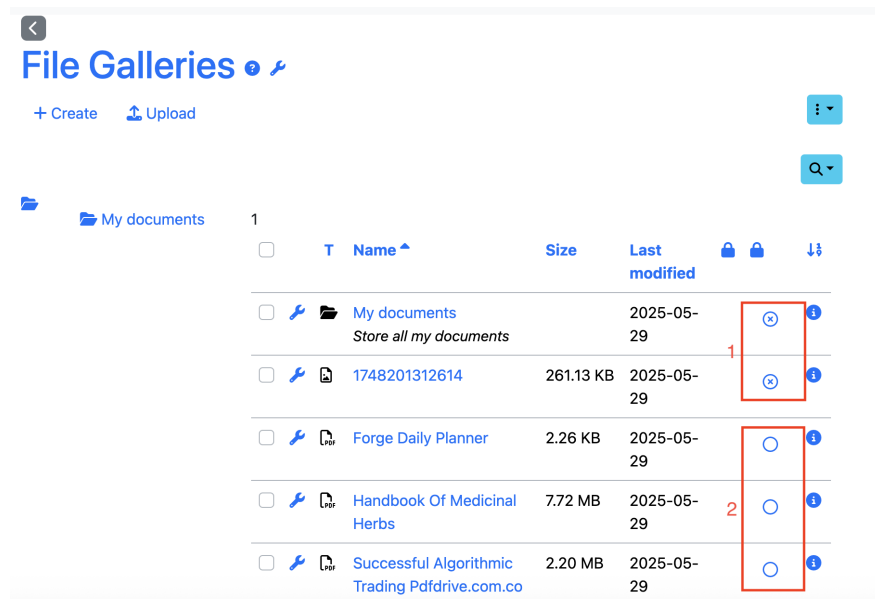 File Galleries
Create
Upload
My documents
1
T Name Size Last
modified
My documents 2025-05-
Store all my documents 29
1
1748201312614 261.13 KB 2025-05-
29
Forge Daily Planner 2.26 KB 2025-05-
29
Handbook Of Medicinal 7.72 MB 2025-05-
Herbs 29
2
Successful Algorithmic 2.20 MB 2025-05-
Trading Pdfdrive.com.co 29